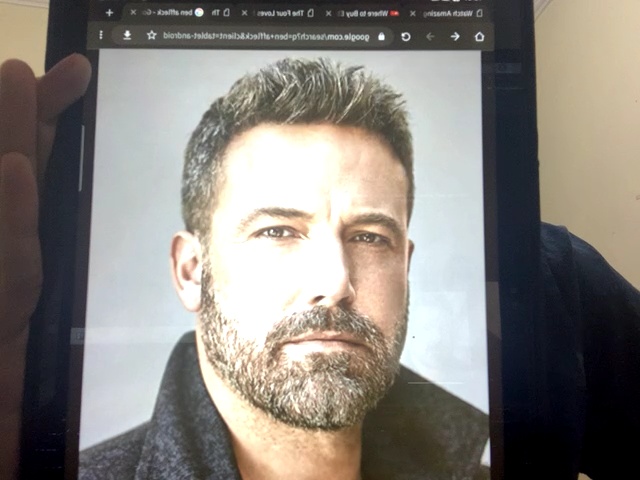 Watch Amazing
Where to Buy E
The Four Lover
Th
ben affleck - Go
google.com/search?q=ben+affleck&client=tablet-android